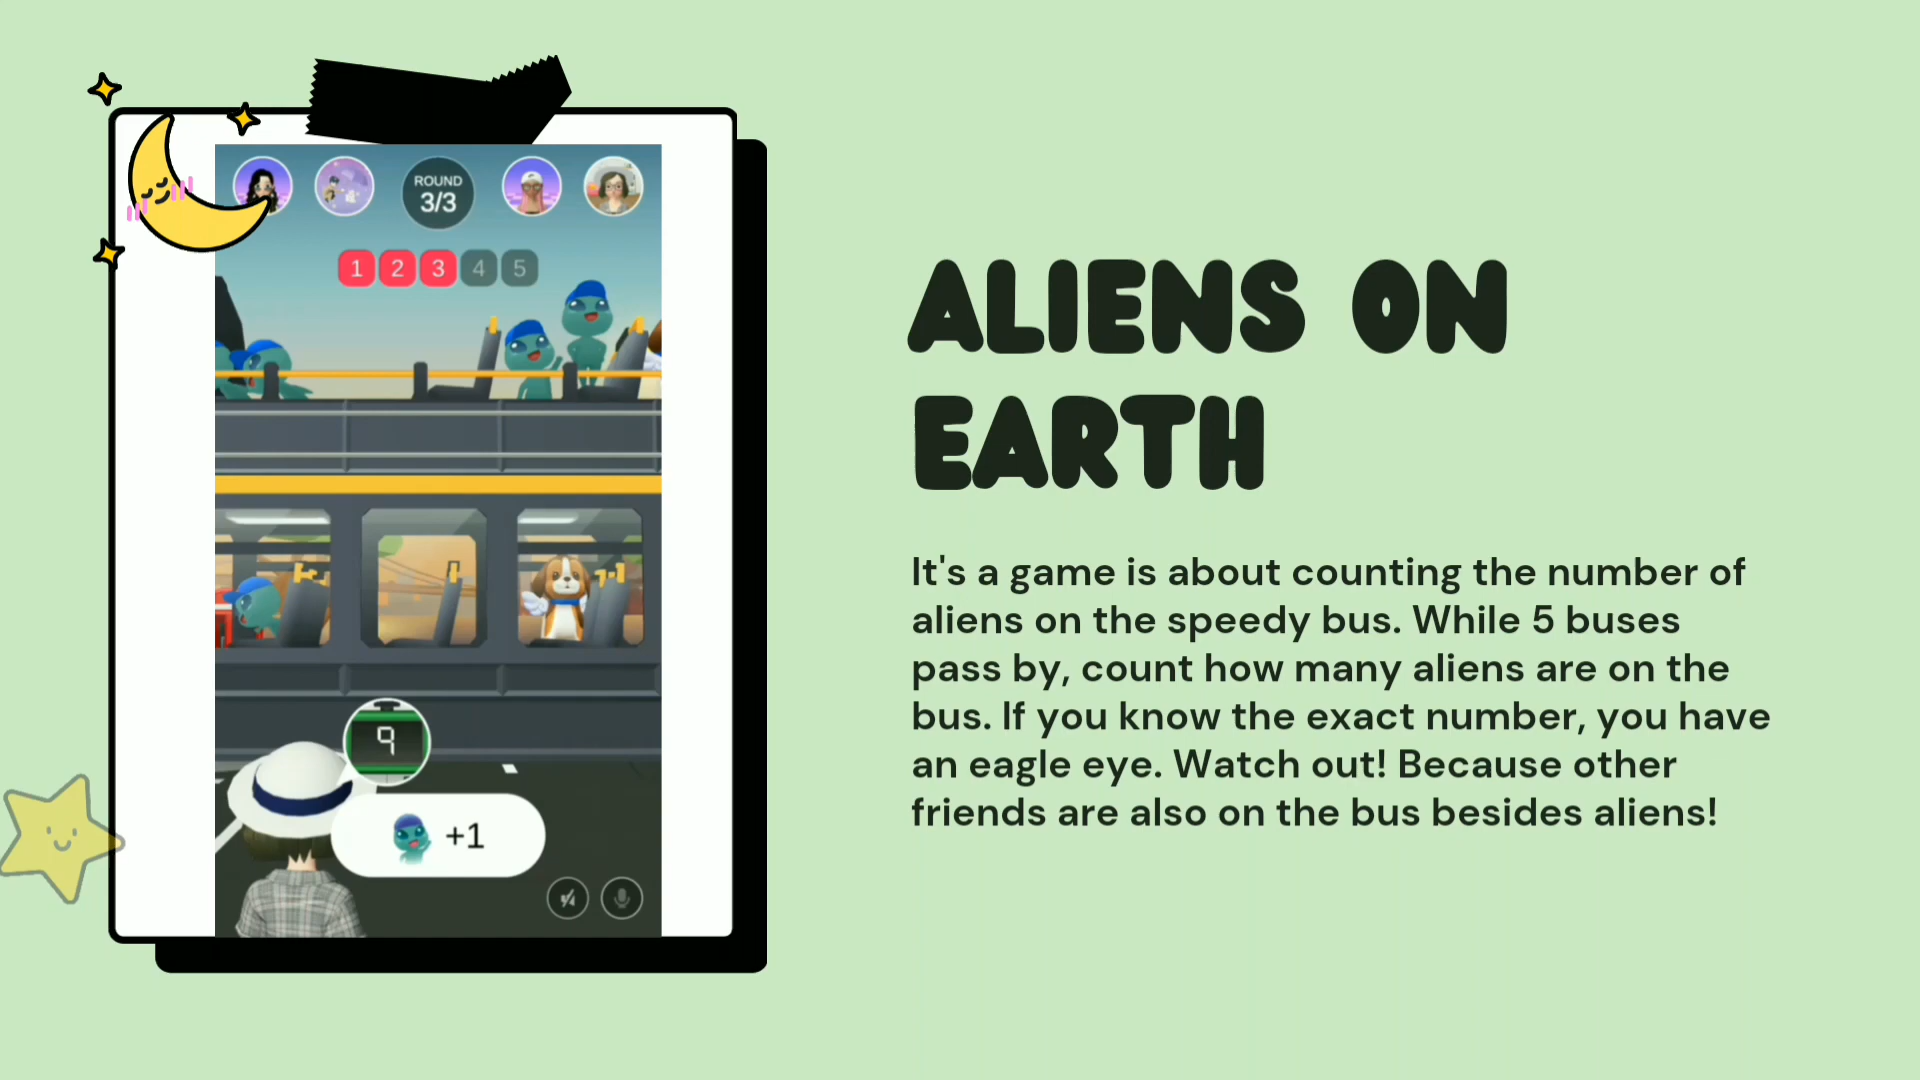 ROUND
3/3
1 2 3 4 5
9
+1
ALIENS ON
EARTH
It's a game is about counting the number of
aliens on the speedy bus. While 5 buses
pass by, count how many aliens are on the
bus. If you know the exact number, you have
an eagle eye. Watch out! Because other
friends are also on the bus besides aliens!